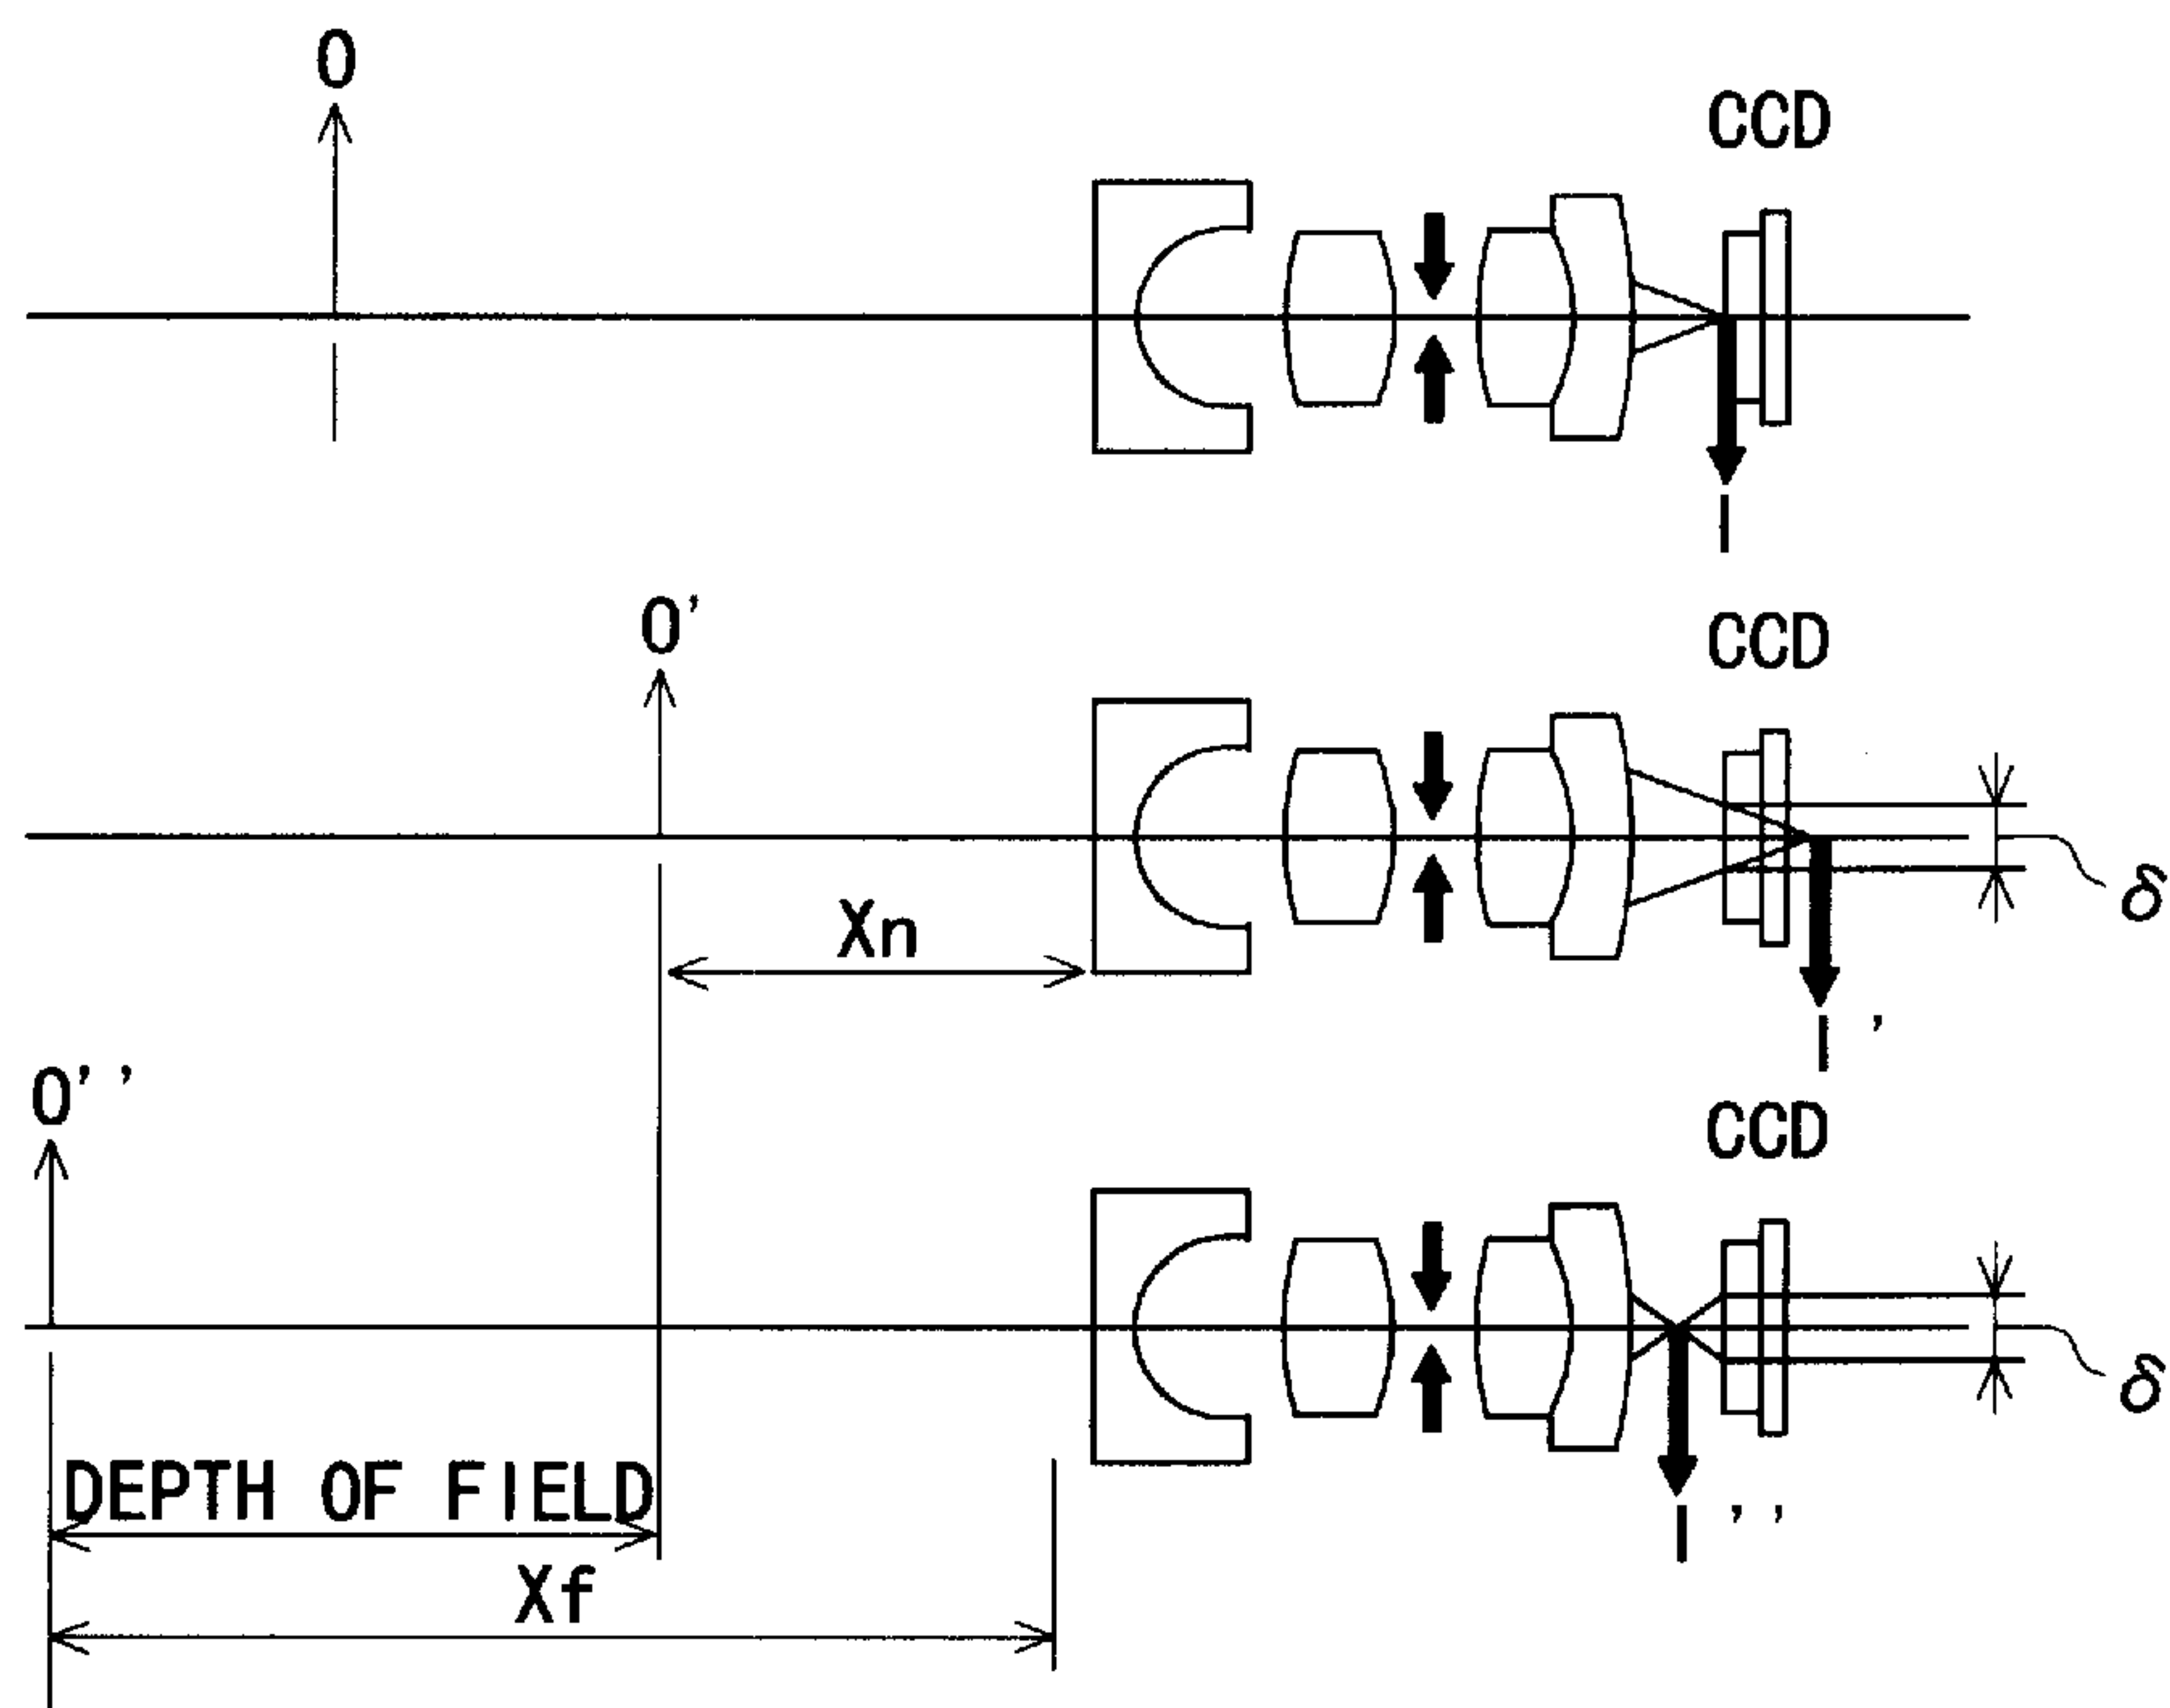 O
CCD
I
O'
CCD
Xn
δ
I'
O''
CCD
δ
DEPTH OF FIELD
I''
Xf